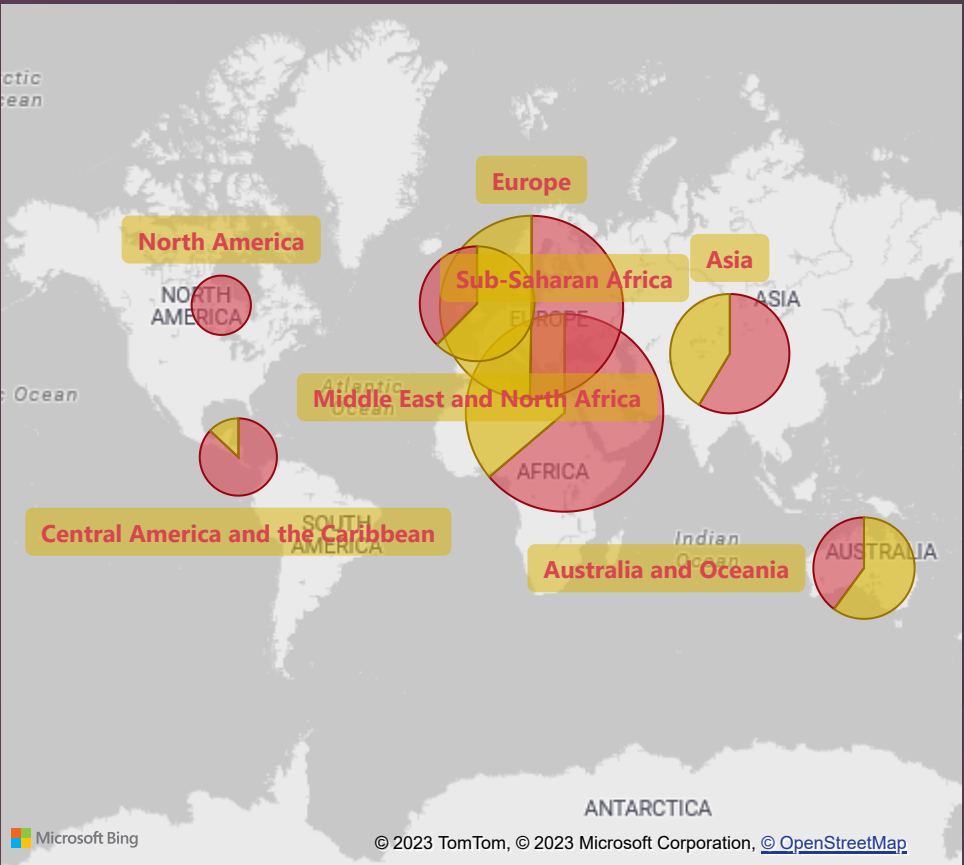 ctic
cean
Europe
North America
Sub-Saharan Africa
Asia
NORTH
AMERICA
ASIA
EUROPE
Ocean
Atlantic
Ocean
Middle East and North Africa
AFRICA
SOUTH
AMERICA
Central America and the Caribbean
Indian
Ocean
AUSTRALIA
Australia and Oceania
ANTARCTICA
Microsoft Bing
© 2023 TomTom, © 2023 Microsoft Corporation, © OpenStreetMap